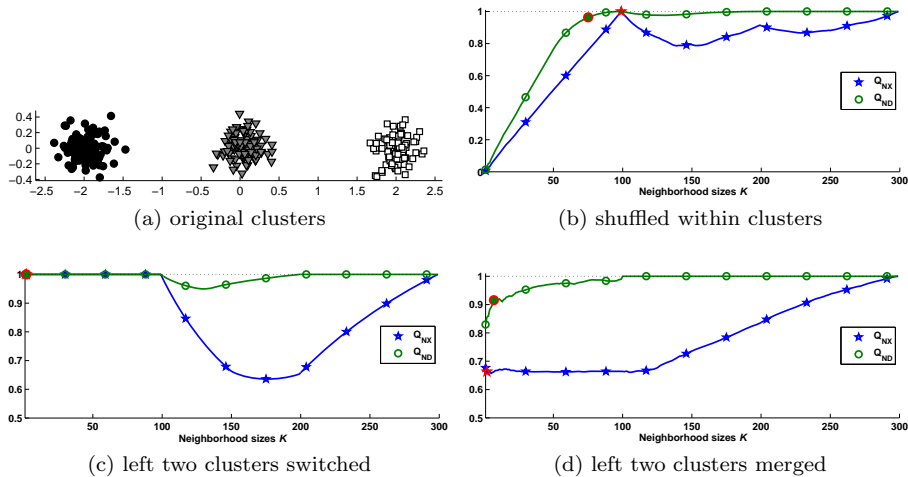 0.4
0.2
0
−0.2
−0.4
−2.5 −2 −1.5 −1 −0.5 0 0.5 1 1.5 2 2.5
(a) original clusters
1
0.8
0.6
0.4
0.2
0
50 100 150 200 250 300
Neighborhood sizes K
Q_NX
Q_ND
(b) shuffled within clusters
1
0.9
0.8
0.7
0.6
0.5
50 100 150 200 250 300
Neighborhood sizes K
Q_NX
Q_ND
(c) left two clusters switched
1
0.9
0.8
0.7
0.6
0.5
50 100 150 200 250 300
Neighborhood sizes K
Q_NX
Q_ND
(d) left two clusters merged